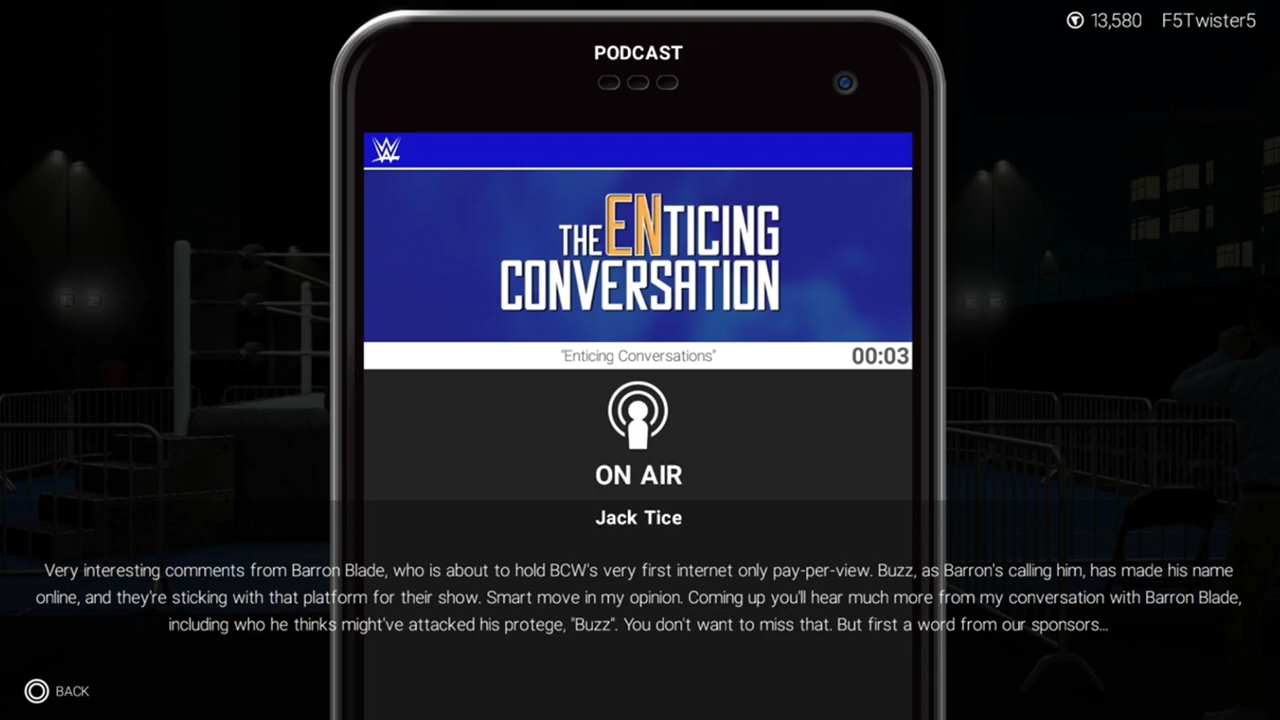 13,580 F5Twister5
PODCAST
W
THE ENTICING
CONVERSATION
"Enticing Conversations" 00:03
ON AIR
Jack Tice
Very interesting comments from Barron Blade, who is about to hold BCW's very first internet only pay-per-view. Buzz, as Barron's calling him, has made his name
online, and they're sticking with that platform for their show. Smart move in my opinion. Coming up you'll hear much more from my conversation with Barron Blade,
including who he thinks might've attacked his protege, "Buzz". You don't want to miss that. But first a word from our sponsors...
BACK